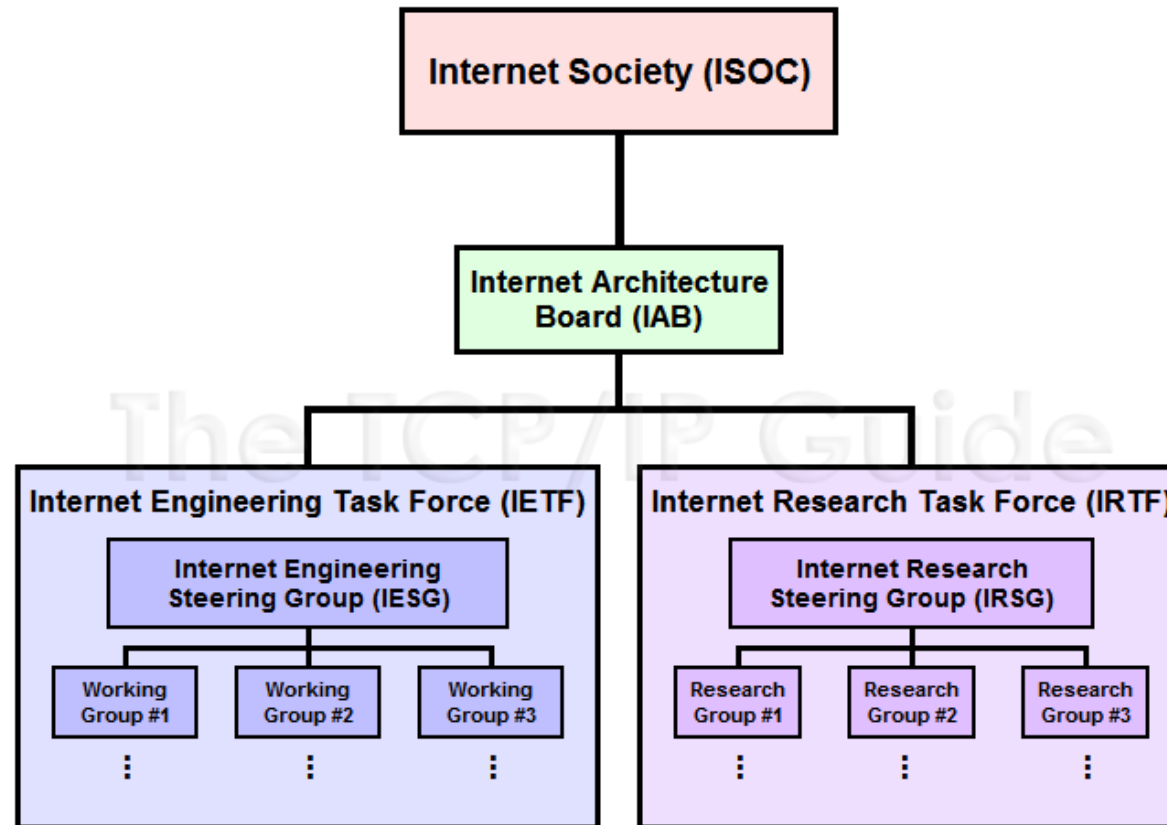 Internet Society (ISOC)
Internet Architecture
Board (IAB)
The TCP/IP Guide
Internet Engineering Task Force (IETF)
Internet Engineering
Steering Group (IESG)
Working
Group #1
Working
Group #2
Working
Group #3
Internet Research Task Force (IRTF)
Internet Research
Steering Group (IRSG)
Research
Group #1
Research
Group #2
Research
Group #3